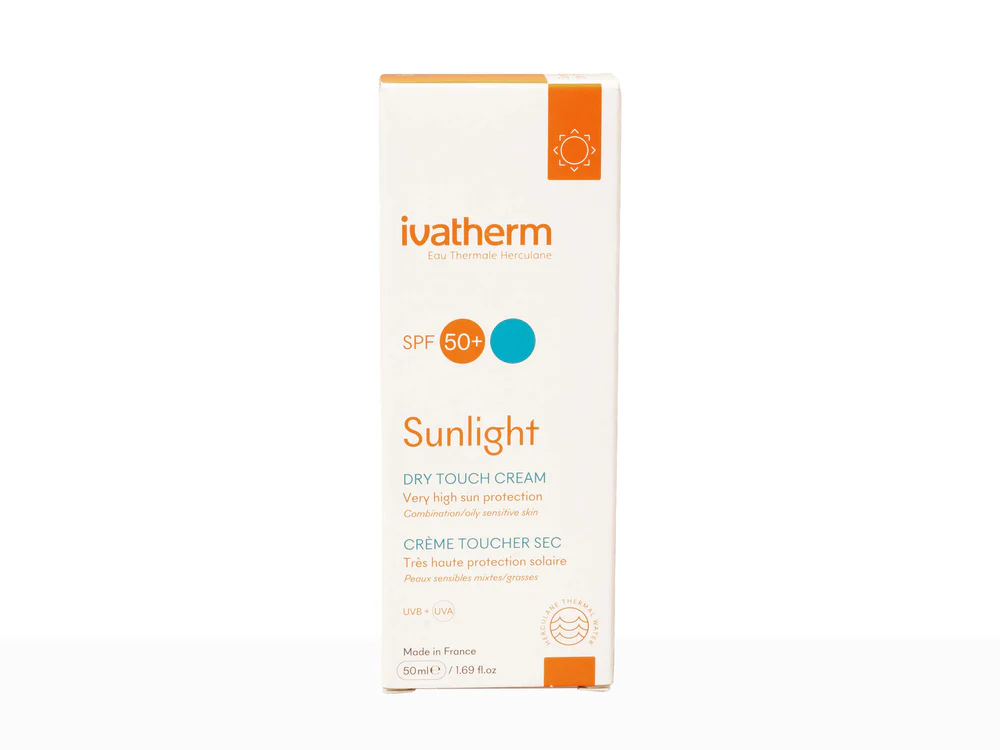 ivatherm
Eau Thermale Herculane
SPF 50+
Sunlight
DRY TOUCH CREAM
Very high sun protection
Combination/oily sensitive skin
CRÈME TOUCHER SEC
Très haute protection solaire
Peaux sensibles mixtes/grasses
UVB + UVA
HERCULANE THERMAL WATER
Made in France
50ml℮ / 1.69 fl.oz